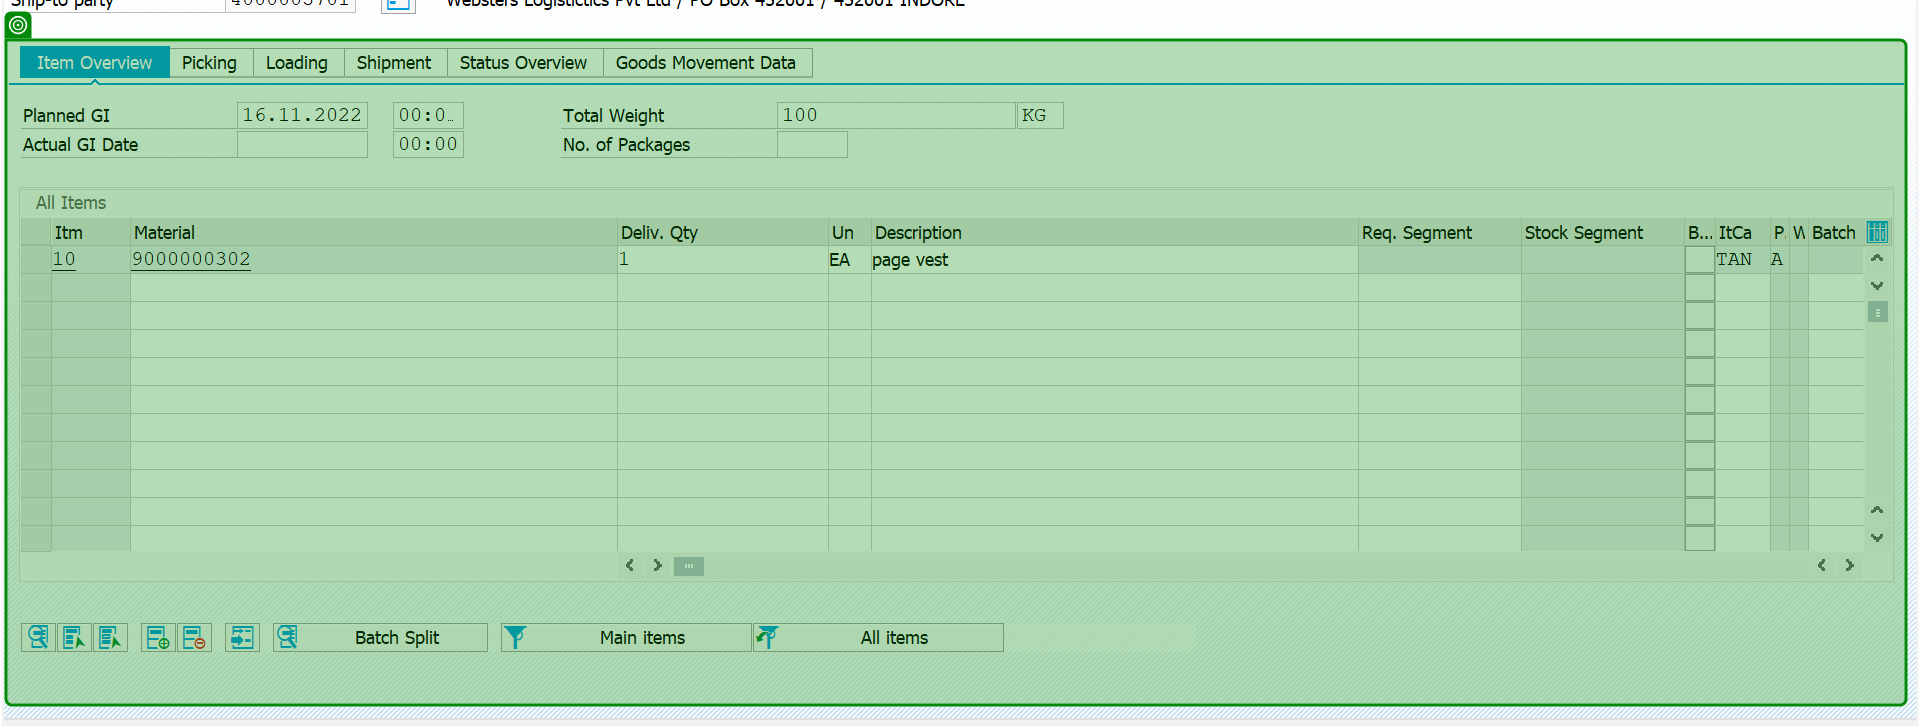 Ship-to party 4000003701 Websters Logistictics Pvt Ltd / PO Box 452001 / 452001 INDORE
Item Overview Picking Loading Shipment Status Overview Goods Movement Data
Planned GI 16.11.2022 00:0… Total Weight 100 KG
Actual GI Date 00:00 No. of Packages
All Items
Itm Material Deliv. Qty Un Description Req. Segment Stock Segment B... ItCa P. W Batch
10 9000000302 1 EA page vest TAN A
Batch Split Main items All items